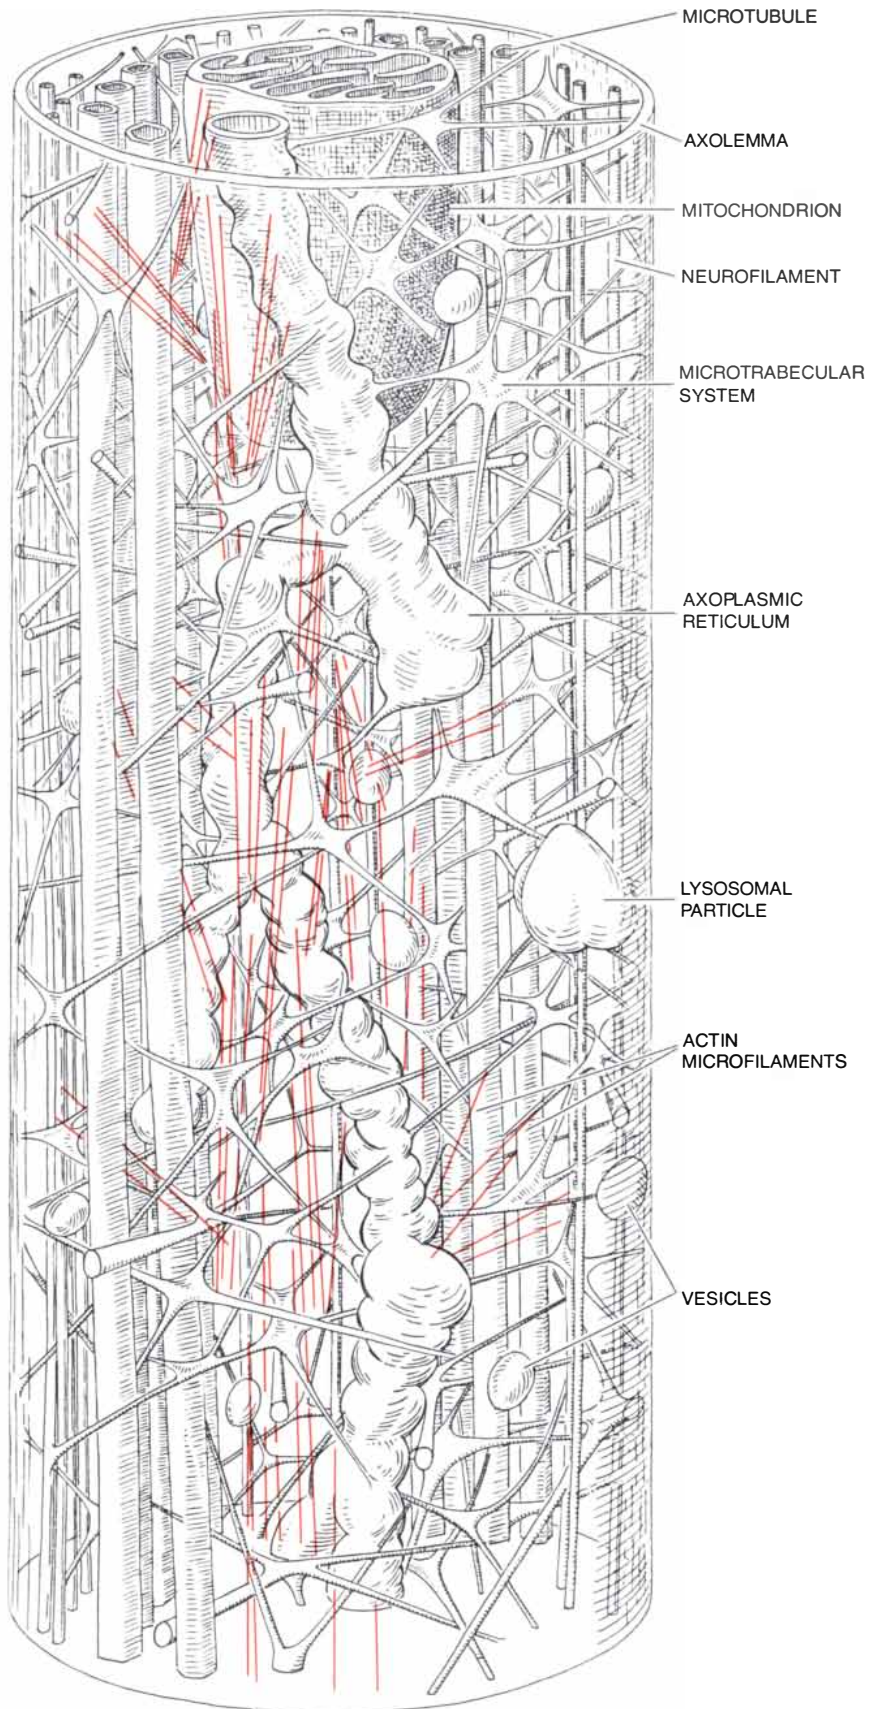 MICROTUBULE
AXOLEMMA
MITOCHONDRION
NEUROFILAMENT
MICROTRABECULAR
SYSTEM
AXOPLASMIC
RETICULUM
LYSOSOMAL
PARTICLE
ACTIN
MICROFILAMENTS
VESICLES